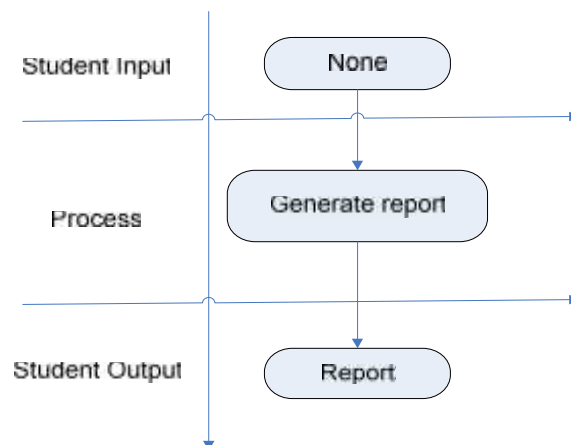 Student Input
None
Process
Generate report
Student Output
Report